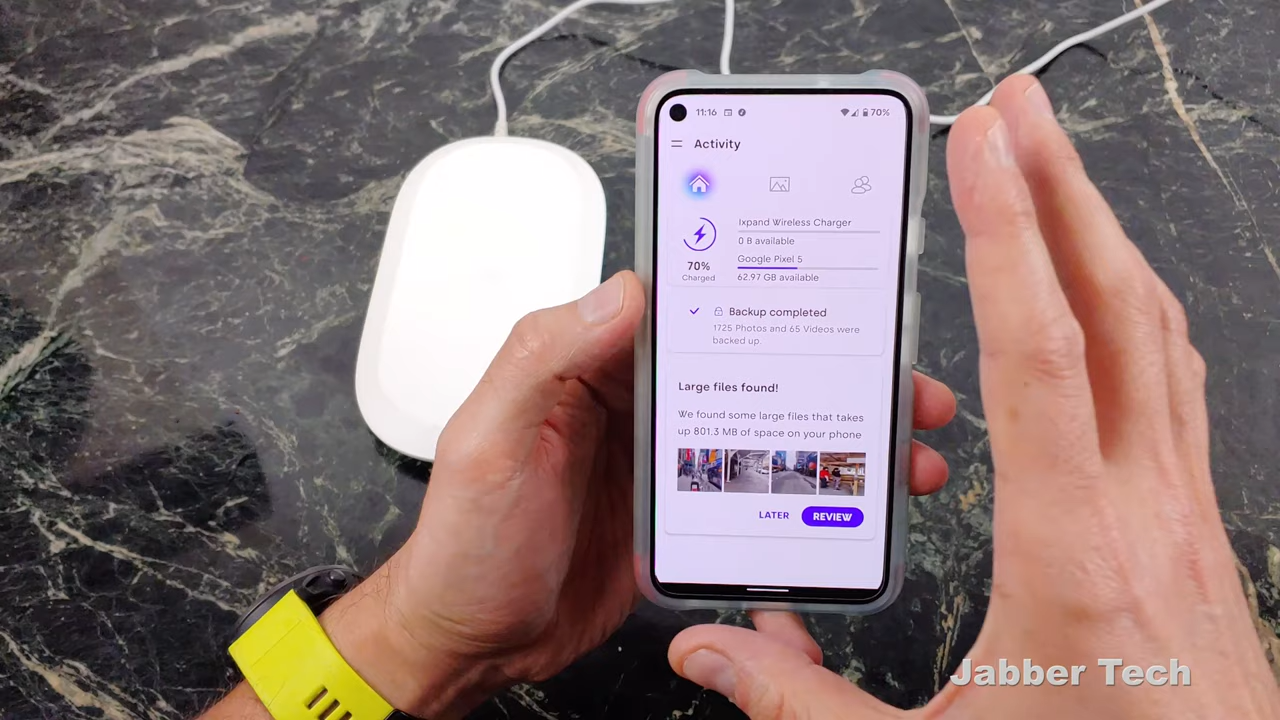 11:16
70%
Activity
Ixpand Wireless Charger
0 B available
Google Pixel 5
62.97 GB available
70%
Charged
Backup completed
1725 Photos and 65 Videos were
backed up.
Large files found!
We found some large files that takes
up 801.3 MB of space on your phone
LATER
REVIEW
Jabber Tech